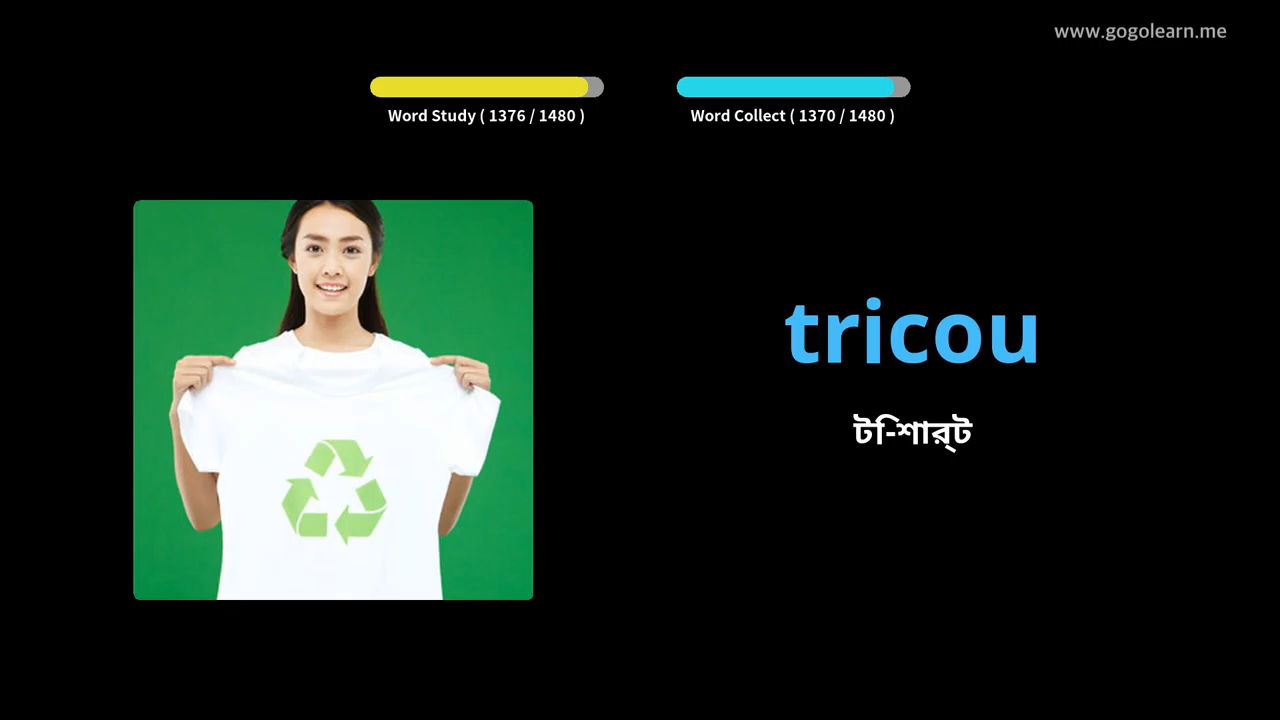 www.gogolearn.me
Word Study ( 1376 / 1480 )
Word Collect ( 1370 / 1480 )
tricou
টি-শার্ট